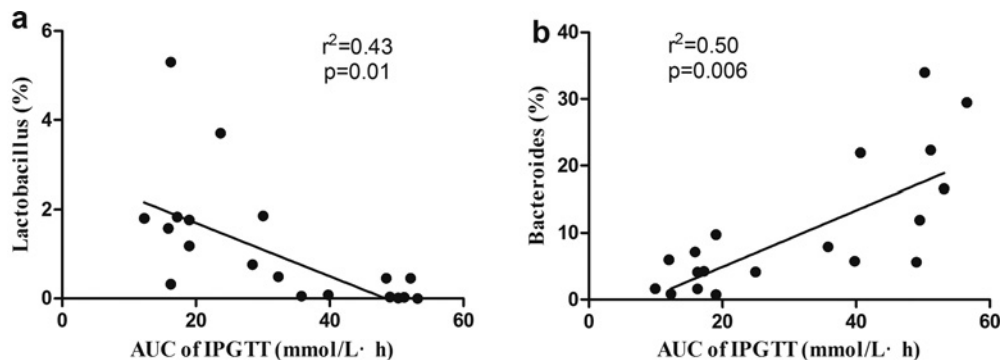 a
r²=0.43
p=0.01
Lactobacillus (%)
6
4
2
0
0 20 40 60
AUC of IPGTT (mmol/L· h)
b
r²=0.50
p=0.006
Bacteroides (%)
40
30
20
10
0
0 20 40 60
AUC of IPGTT (mmol/L· h)